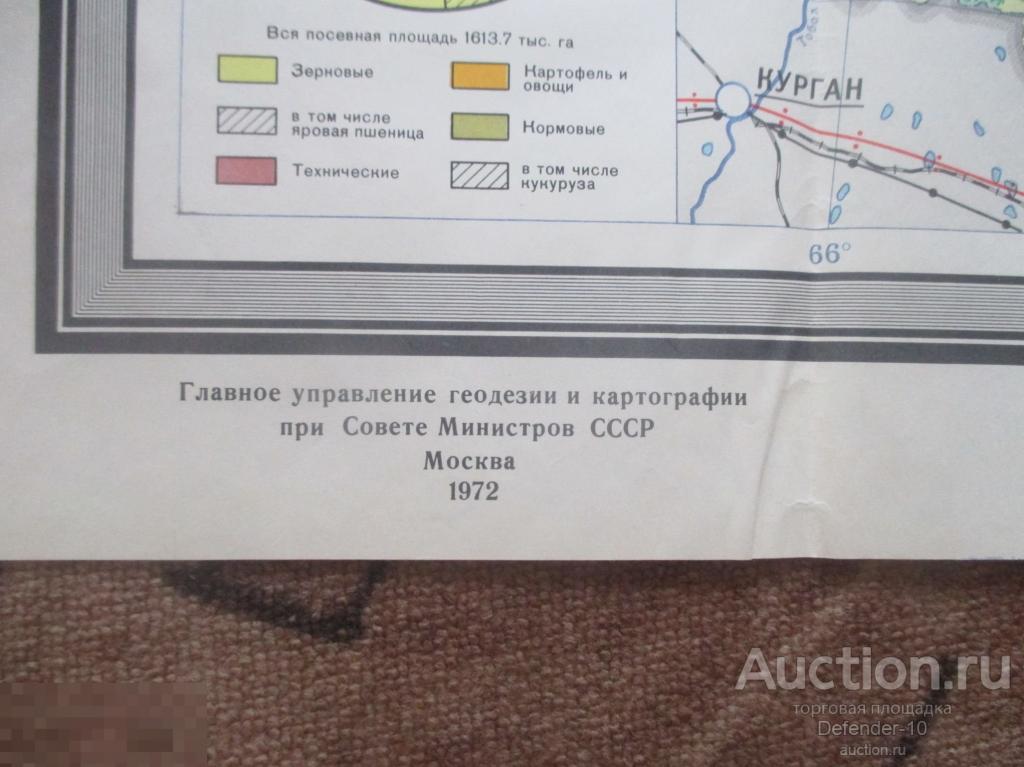 Вся посевная площадь 1613.7 тыс. га
Зерновые
в том числе
яровая пшеница
Технические
Картофель и
овощи
Кормовые
в том числе
кукуруза
Тобол
КУРГАН
66°
Главное управление геодезии и картографии
при Совете Министров СССР
Москва
1972
Auction.ru
торговая площадка
Defender-10
auction.ru